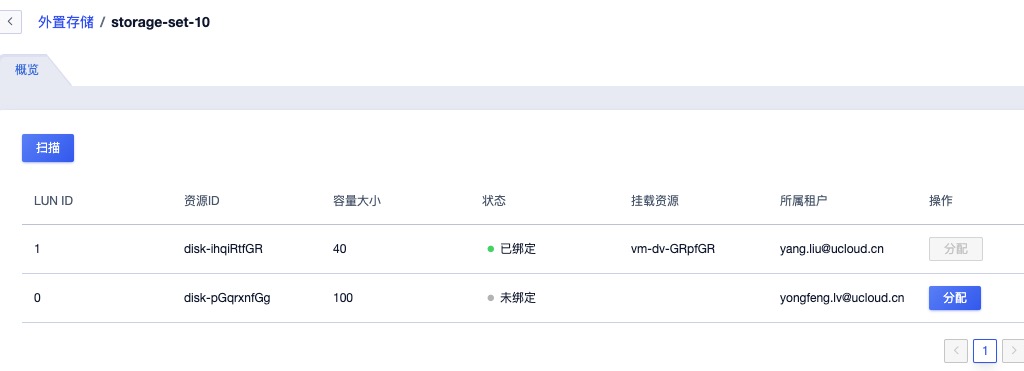 外置存储 / storage-set-10
概览
扫描
LUN ID 资源ID 容量大小 状态 挂载资源 所属租户 操作
1 disk-ihqiRtfGR 40 已绑定 vm-dv-GRpfGR yang.liu@ucloud.cn 分配
0 disk-pGqrxnfGg 100 未绑定 yongfeng.lv@ucloud.cn 分配
1